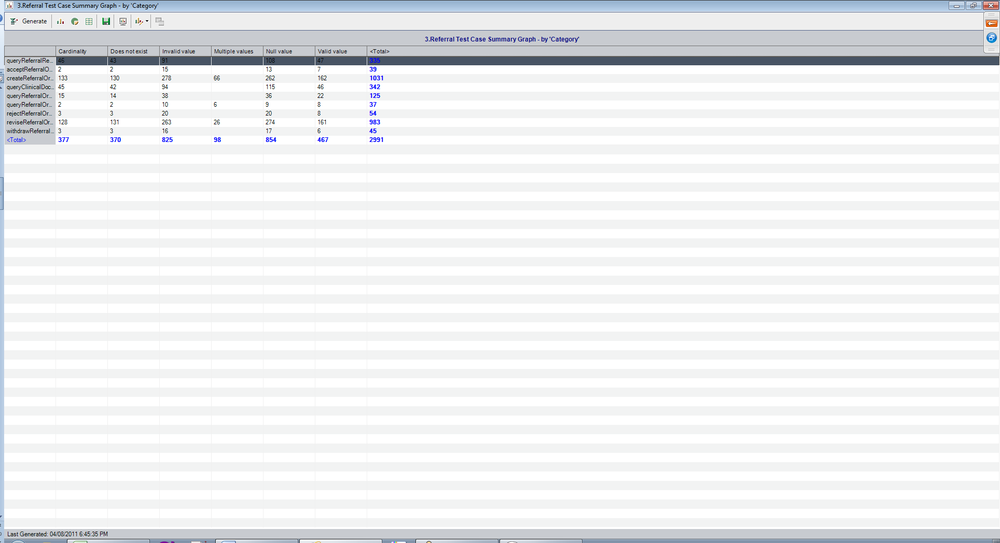 3.Referral Test Case Summary Graph - by 'Category'
Generate
3.Referral Test Case Summary Graph - by 'Category'
Cardinality Does not exist Invalid value Multiple values Null value Valid value <Total>
queryReferralRe... 46 43 91 108 47 335
acceptReferralO... 2 2 15 13 7 39
createReferralOr... 133 130 278 66 262 162 1031
queryClinicalDoc... 45 42 94 115 46 342
queryReferralOr... 15 14 38 36 22 125
queryReferralOr... 2 2 10 6 9 8 37
rejectReferralOr... 3 3 20 20 8 54
reviseReferralOr... 128 131 263 26 274 161 983
withdrawReferral... 3 3 16 17 6 45
<Total> 377 370 825 98 854 467 2991
Last Generated: 04/08/2011 6:45:35 PM